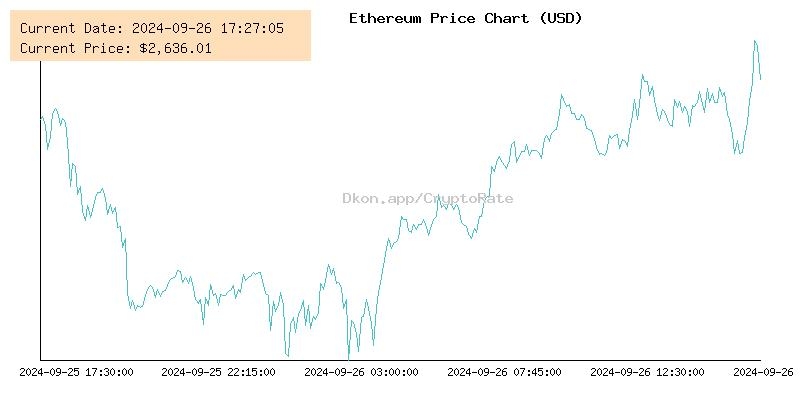 Ethereum Price Chart (USD)
Current Date: 2024-09-26 17:27:05
Current Price: $2,636.01
Dkon.app/CryptoRate
2024-09-25 17:30:00 2024-09-25 22:15:00 2024-09-26 03:00:00 2024-09-26 07:45:00 2024-09-26 12:30:00 2024-09-26